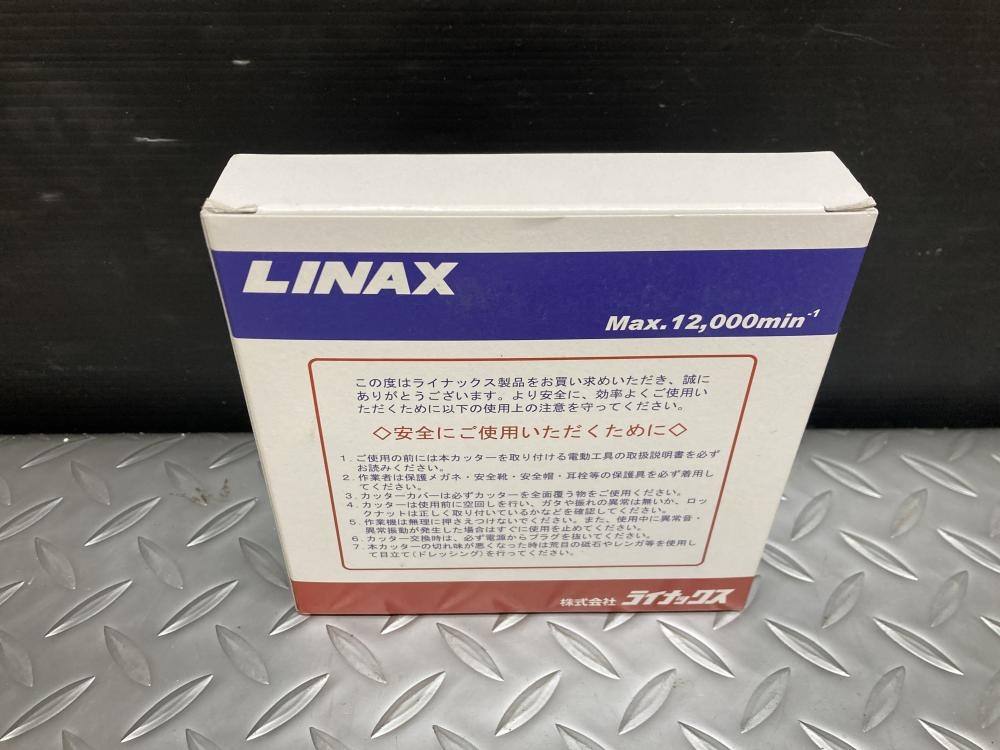 LINAX
Max.12,000min⁻¹
この度はライナックス製品をお買い求めいただき、誠に
ありがとうございます。より安全に、効率よくご使用い
ただくために以下の使用上の注意を守ってください。
◇安全にご使用いただくために◇
1. ご使用の前には本カッターを取り付ける電動工具の取扱説明書を必ず
お読みください。
2. 作業者は保護メガネ・安全靴・安全帽・耳栓等の保護具を必ず着用し
てください。
3. カッターカバーは必ずカッターを全面覆う物をご使用ください。
4. カッターは使用前に空回しを行い、ガタや振れの異常は無いか、ロッ
クナットは正しく取り付いているかなどを確認してください。
5. 作業機は無理に押さえつけないでください。また、使用中に異常音・
異常振動が発生した場合はすぐに使用を止めてください。
6. カッター交換時は、必ず電源からプラグを抜いてください。
7. 本カッターの切れ味が悪くなった時は荒目の砥石やレンガ等を使用し
て目立て(ドレッシング)を行ってください。
株式会社 ライナックス